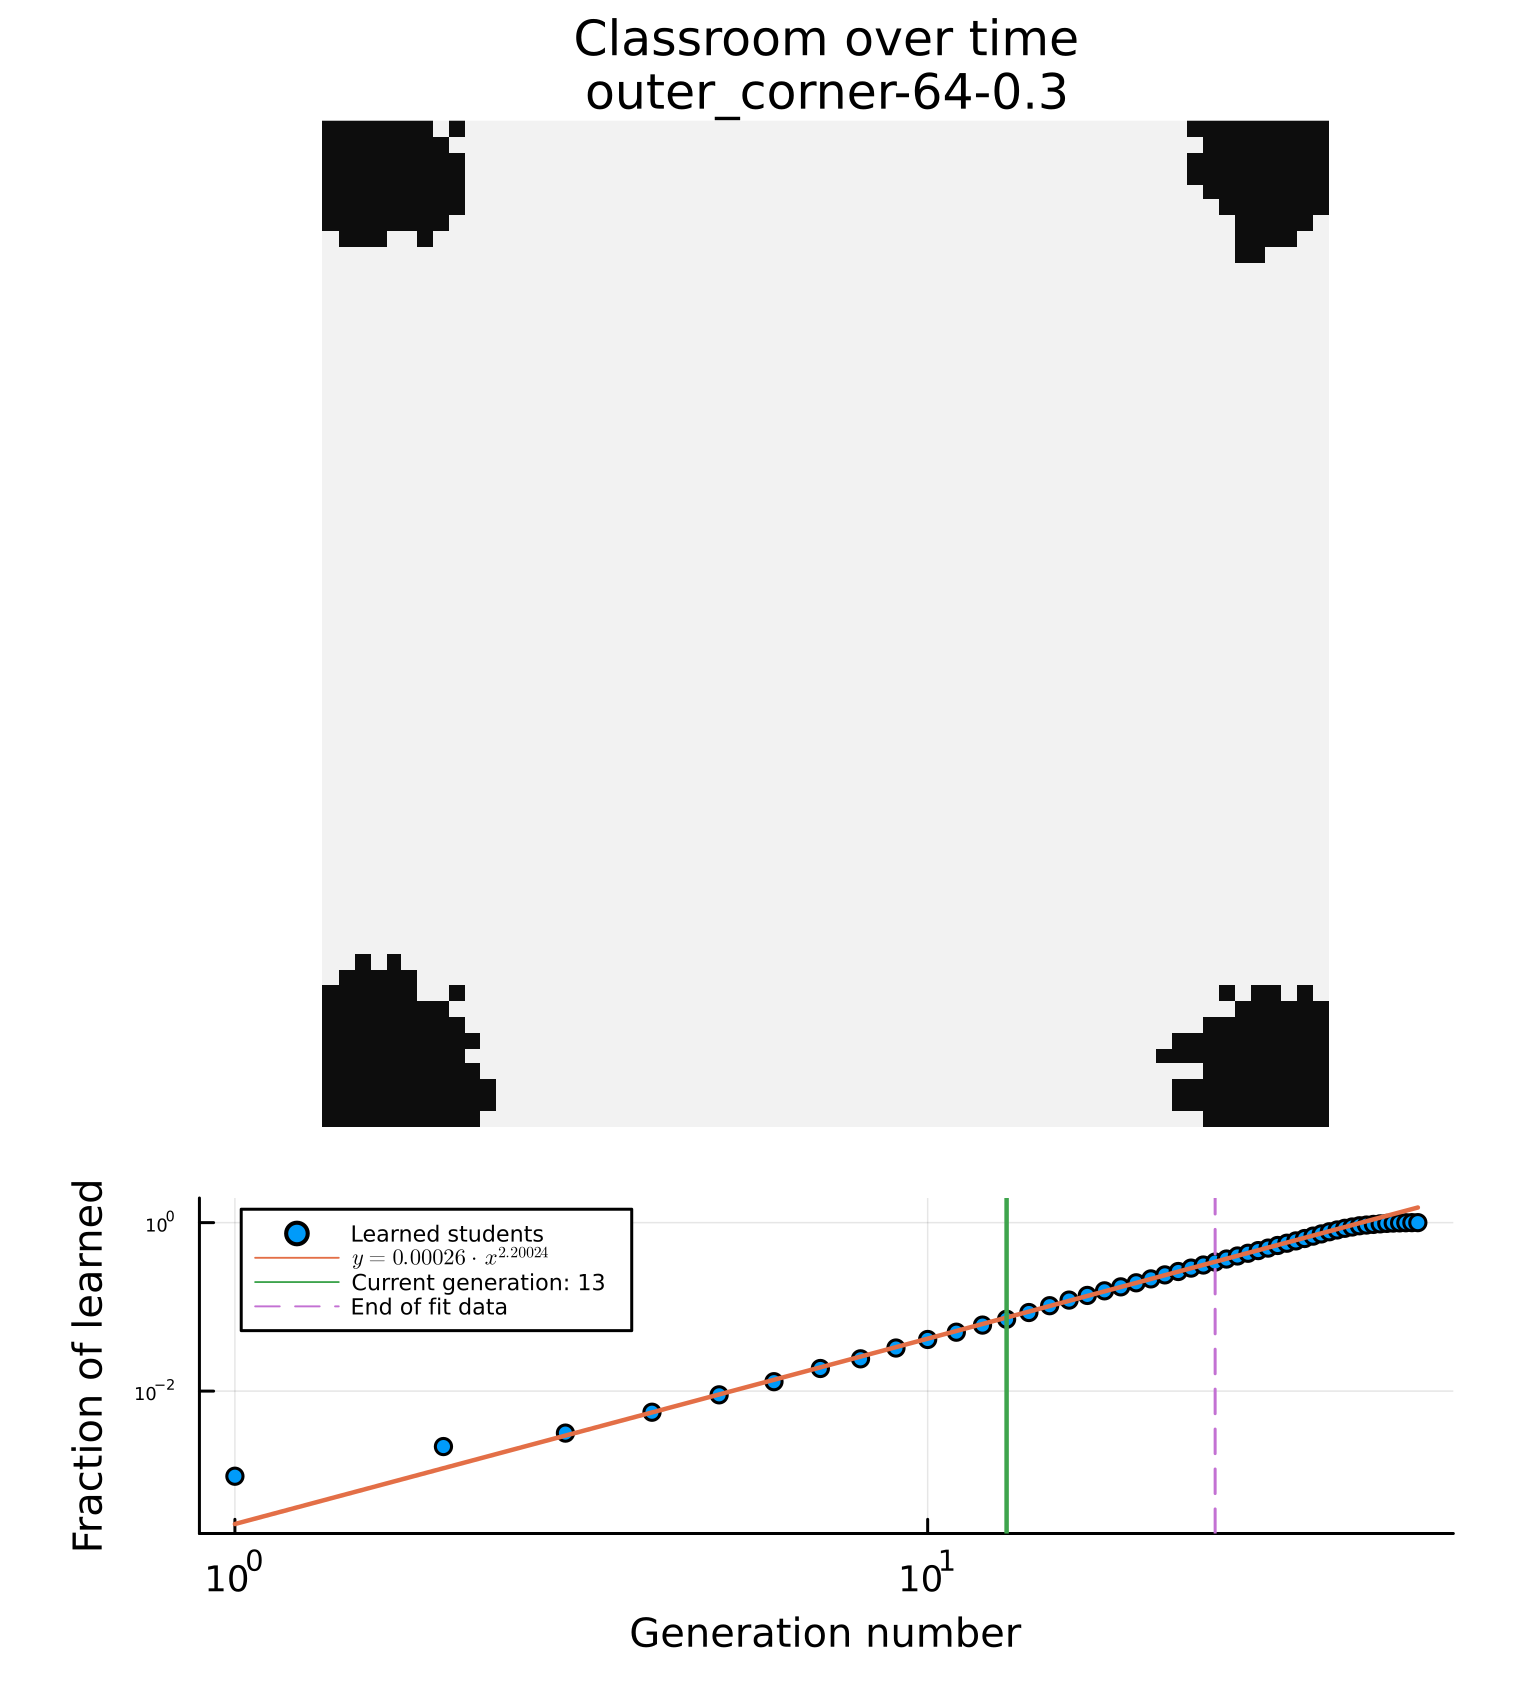 Classroom over time
outer_corner-64-0.3
Fraction of learned
10⁰
10⁻²
Learned students
y = 0.00026 · x^2.20024
Current generation: 13
End of fit data
10⁰
10¹
Generation number